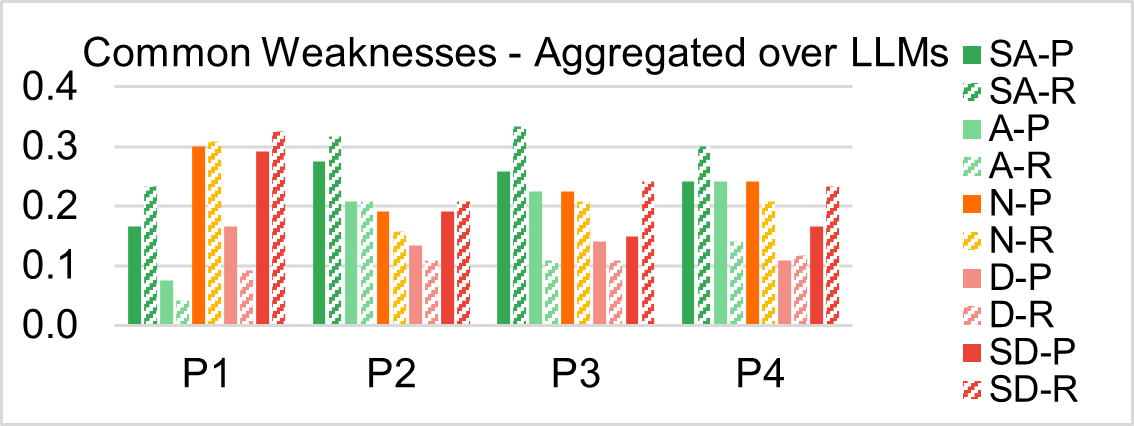 Common Weaknesses - Aggregated over LLMs
0.4
0.3
0.2
0.1
0.0
P1 P2 P3 P4
SA-P
SA-R
A-P
A-R
N-P
N-R
D-P
D-R
SD-P
SD-R